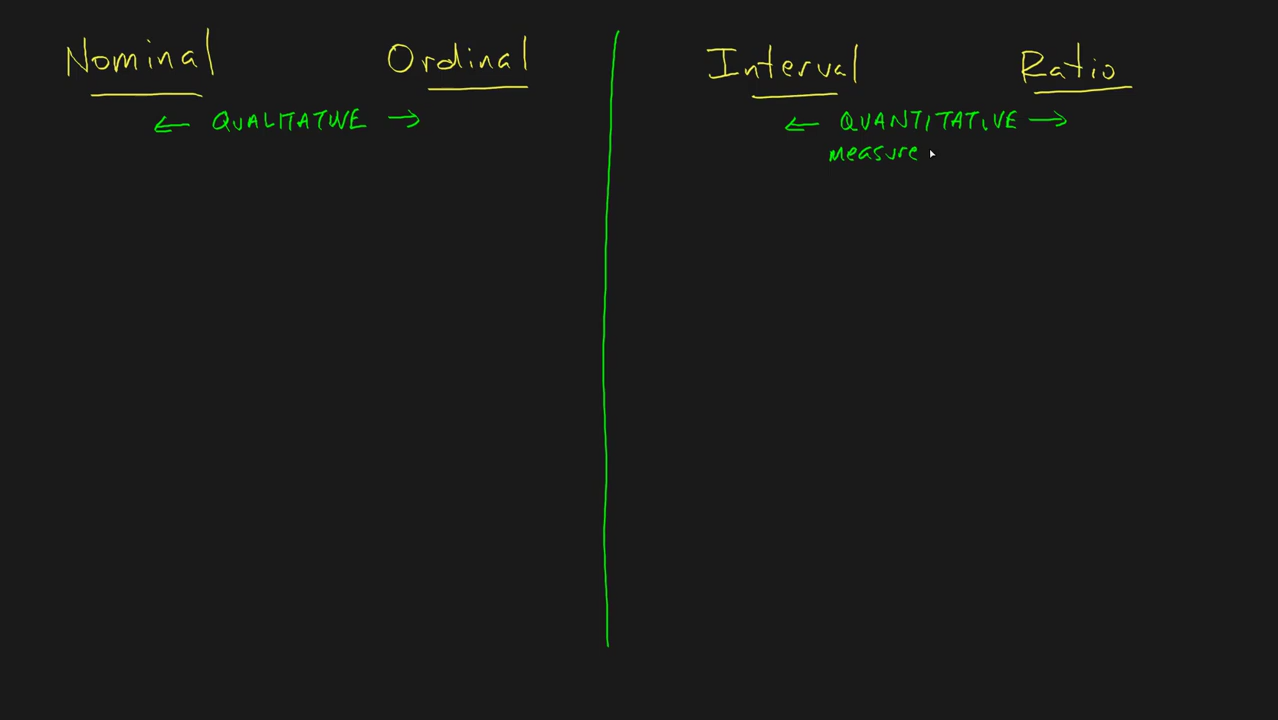 Nominal Ordinal Interval Ratio
← QUALITATIVE → ← QUANTITATIVE →
measure